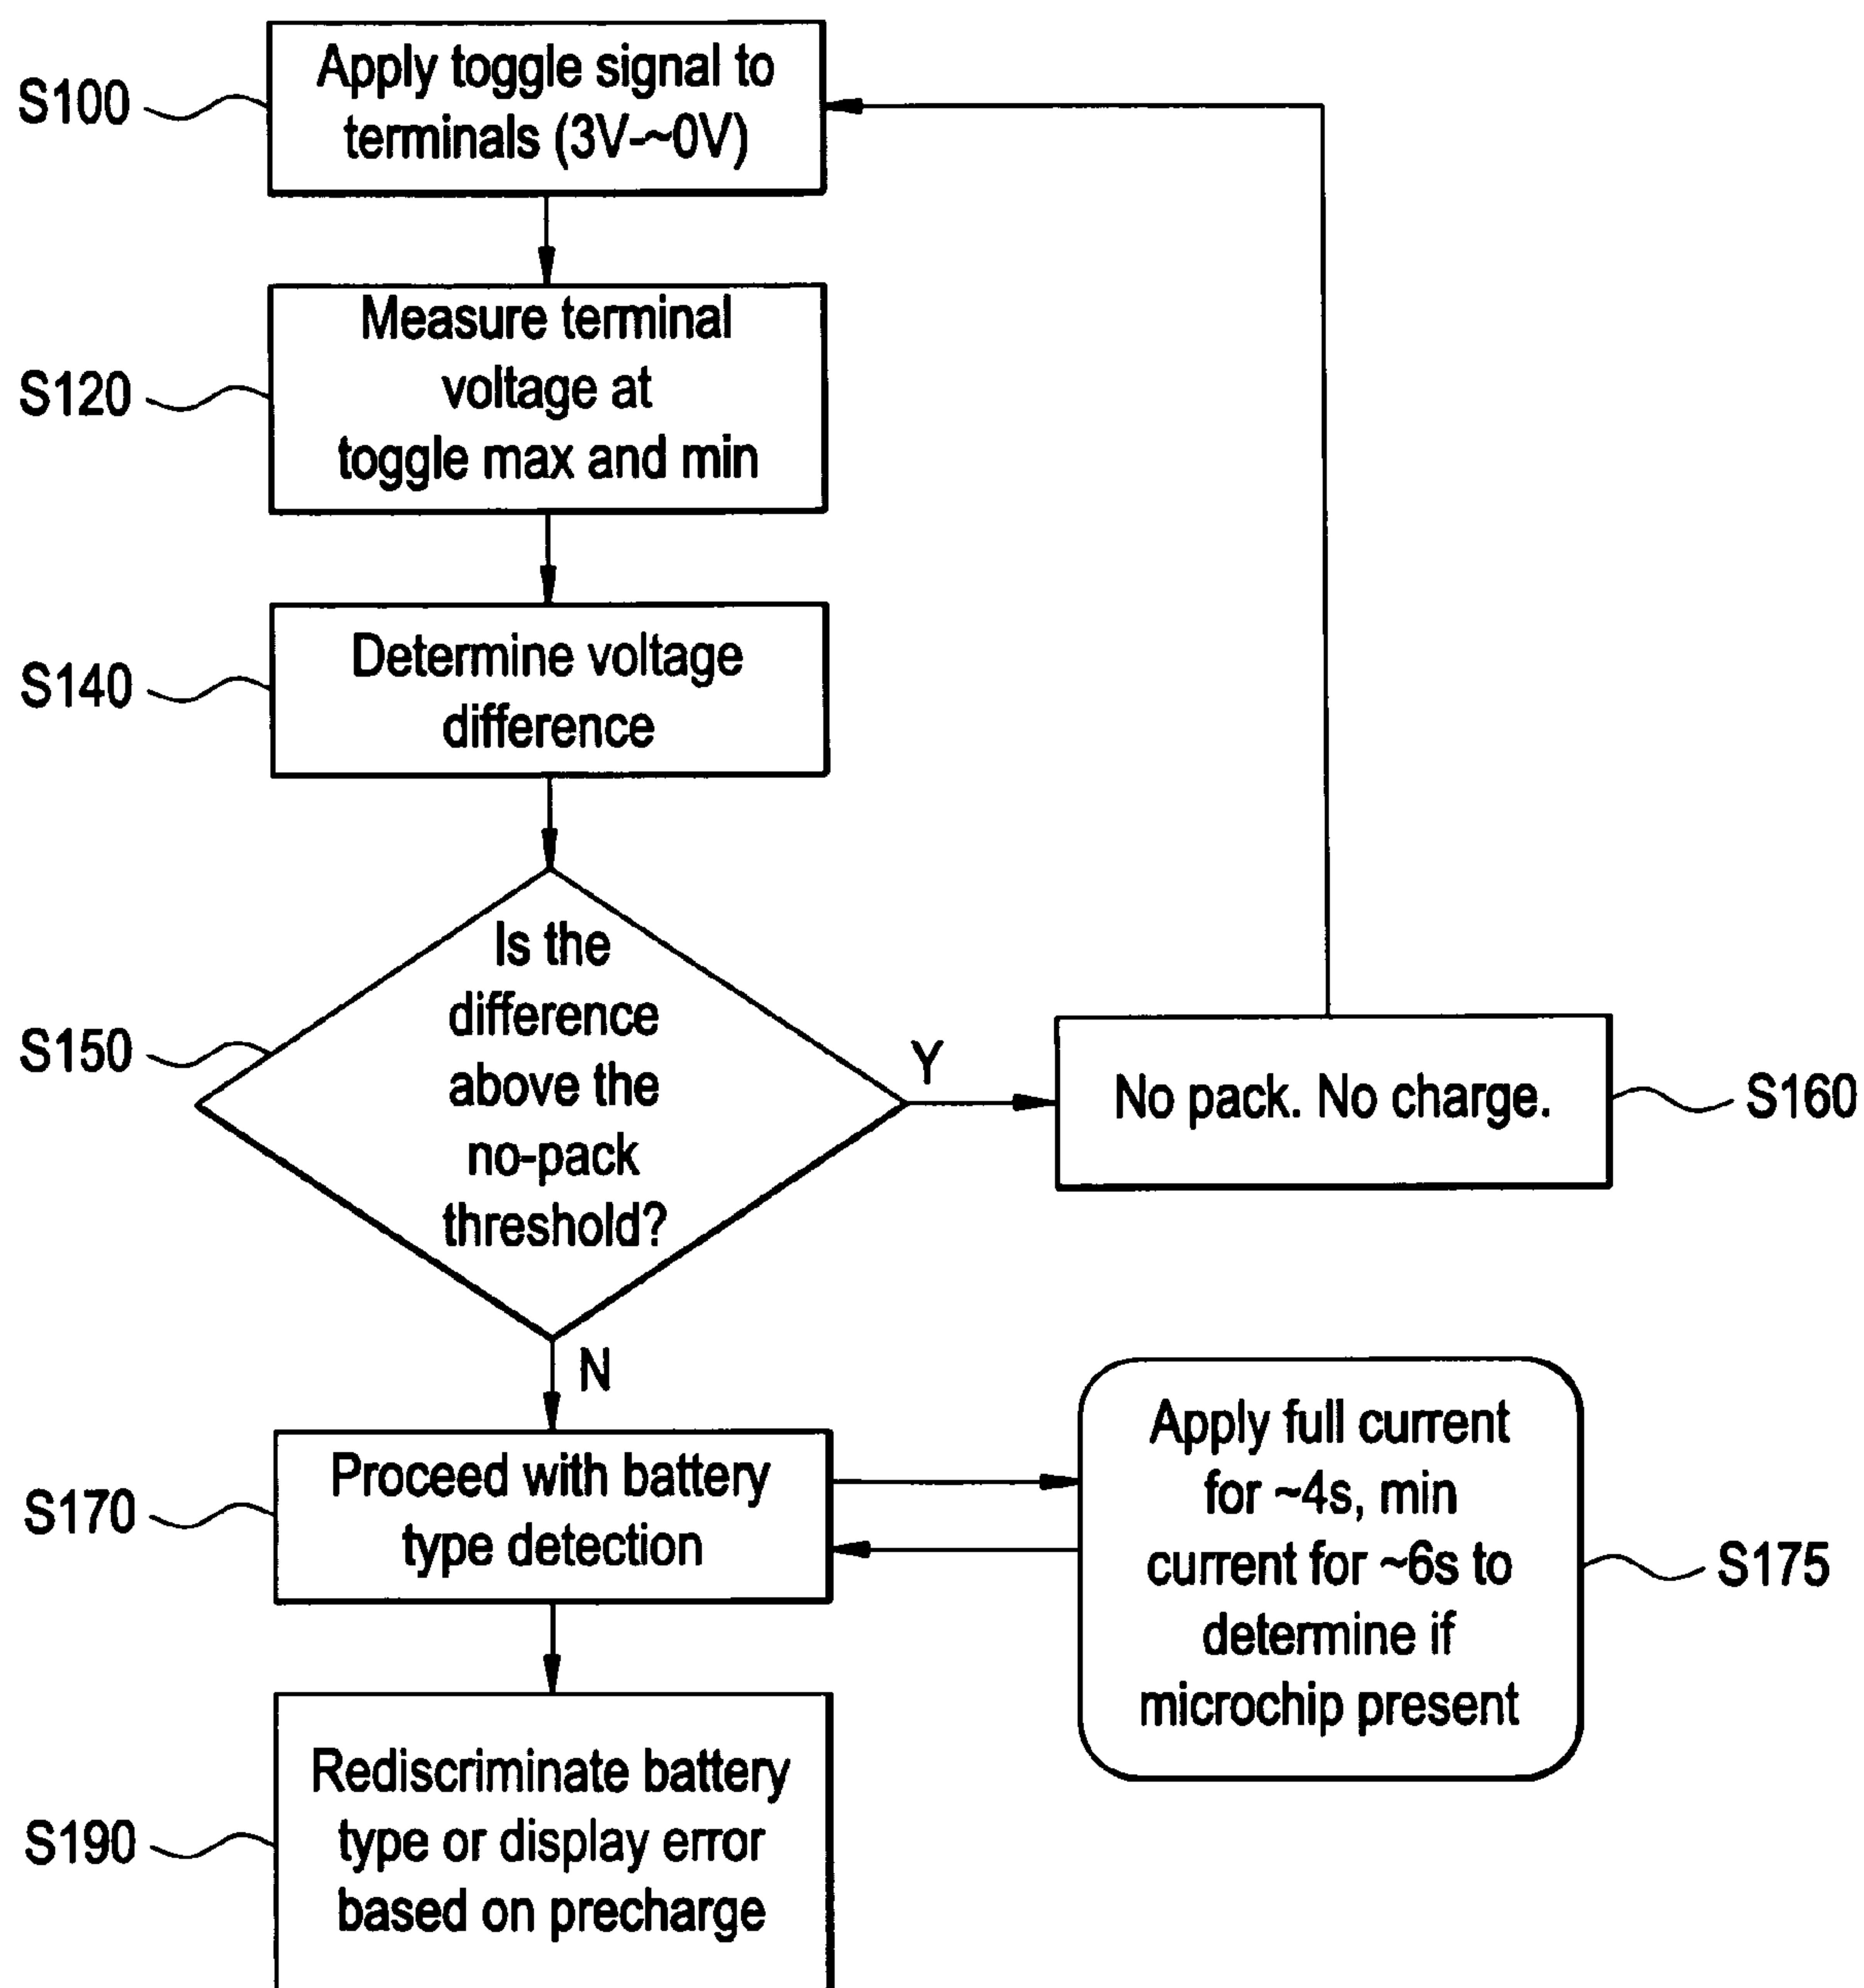 S100
Apply toggle signal to
terminals (3V-~0V)
S120
Measure terminal
voltage at
toggle max and min
S140
Determine voltage
difference
S150
Is the
difference
above the
no-pack
threshold?
Y
No pack. No charge.
S160
N
S170
Proceed with battery
type detection
Apply full current
for ~4s, min
current for ~6s to
determine if
microchip present
S175
S190
Rediscriminate battery
type or display error
based on precharge